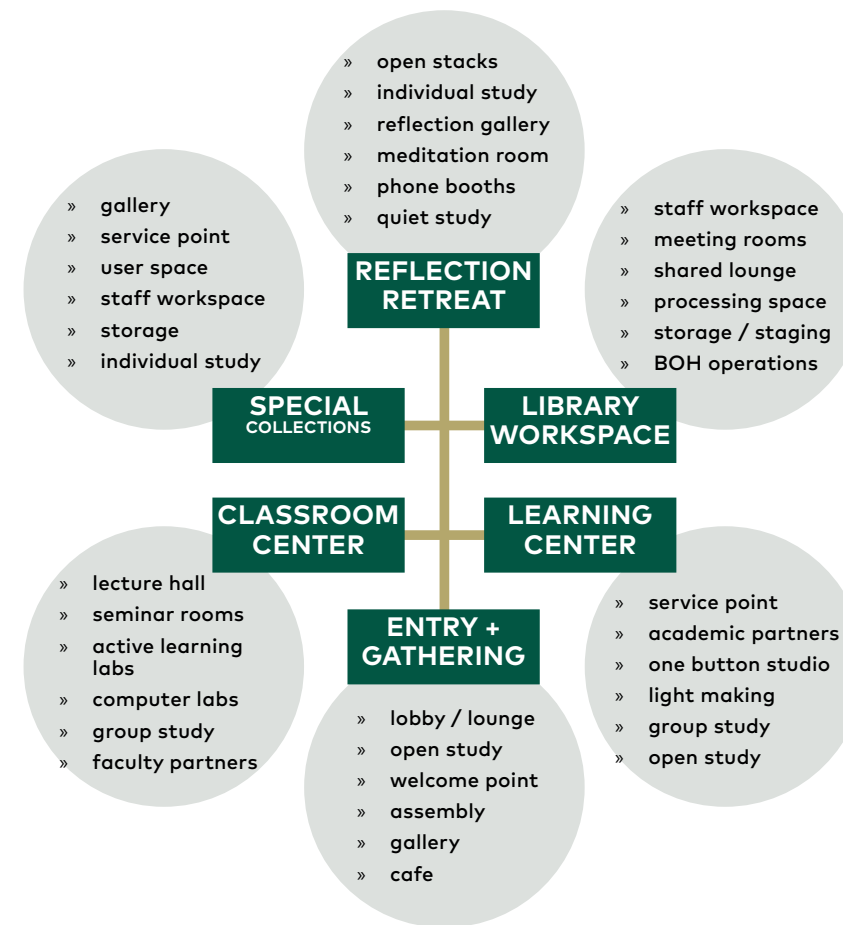 » open stacks
» individual study
» reflection gallery
» meditation room
» phone booths
» quiet study
REFLECTION
RETREAT
» gallery
» service point
» user space
» staff workspace
» storage
» individual study
SPECIAL
COLLECTIONS
» staff workspace
» meeting rooms
» shared lounge
» processing space
» storage / staging
» BOH operations
LIBRARY
WORKSPACE
CLASSROOM
CENTER
» lecture hall
» seminar rooms
» active learning
labs
» computer labs
» group study
» faculty partners
LEARNING
CENTER
» service point
» academic partners
» one button studio
» light making
» group study
» open study
ENTRY +
GATHERING
» lobby / lounge
» open study
» welcome point
» assembly
» gallery
» cafe